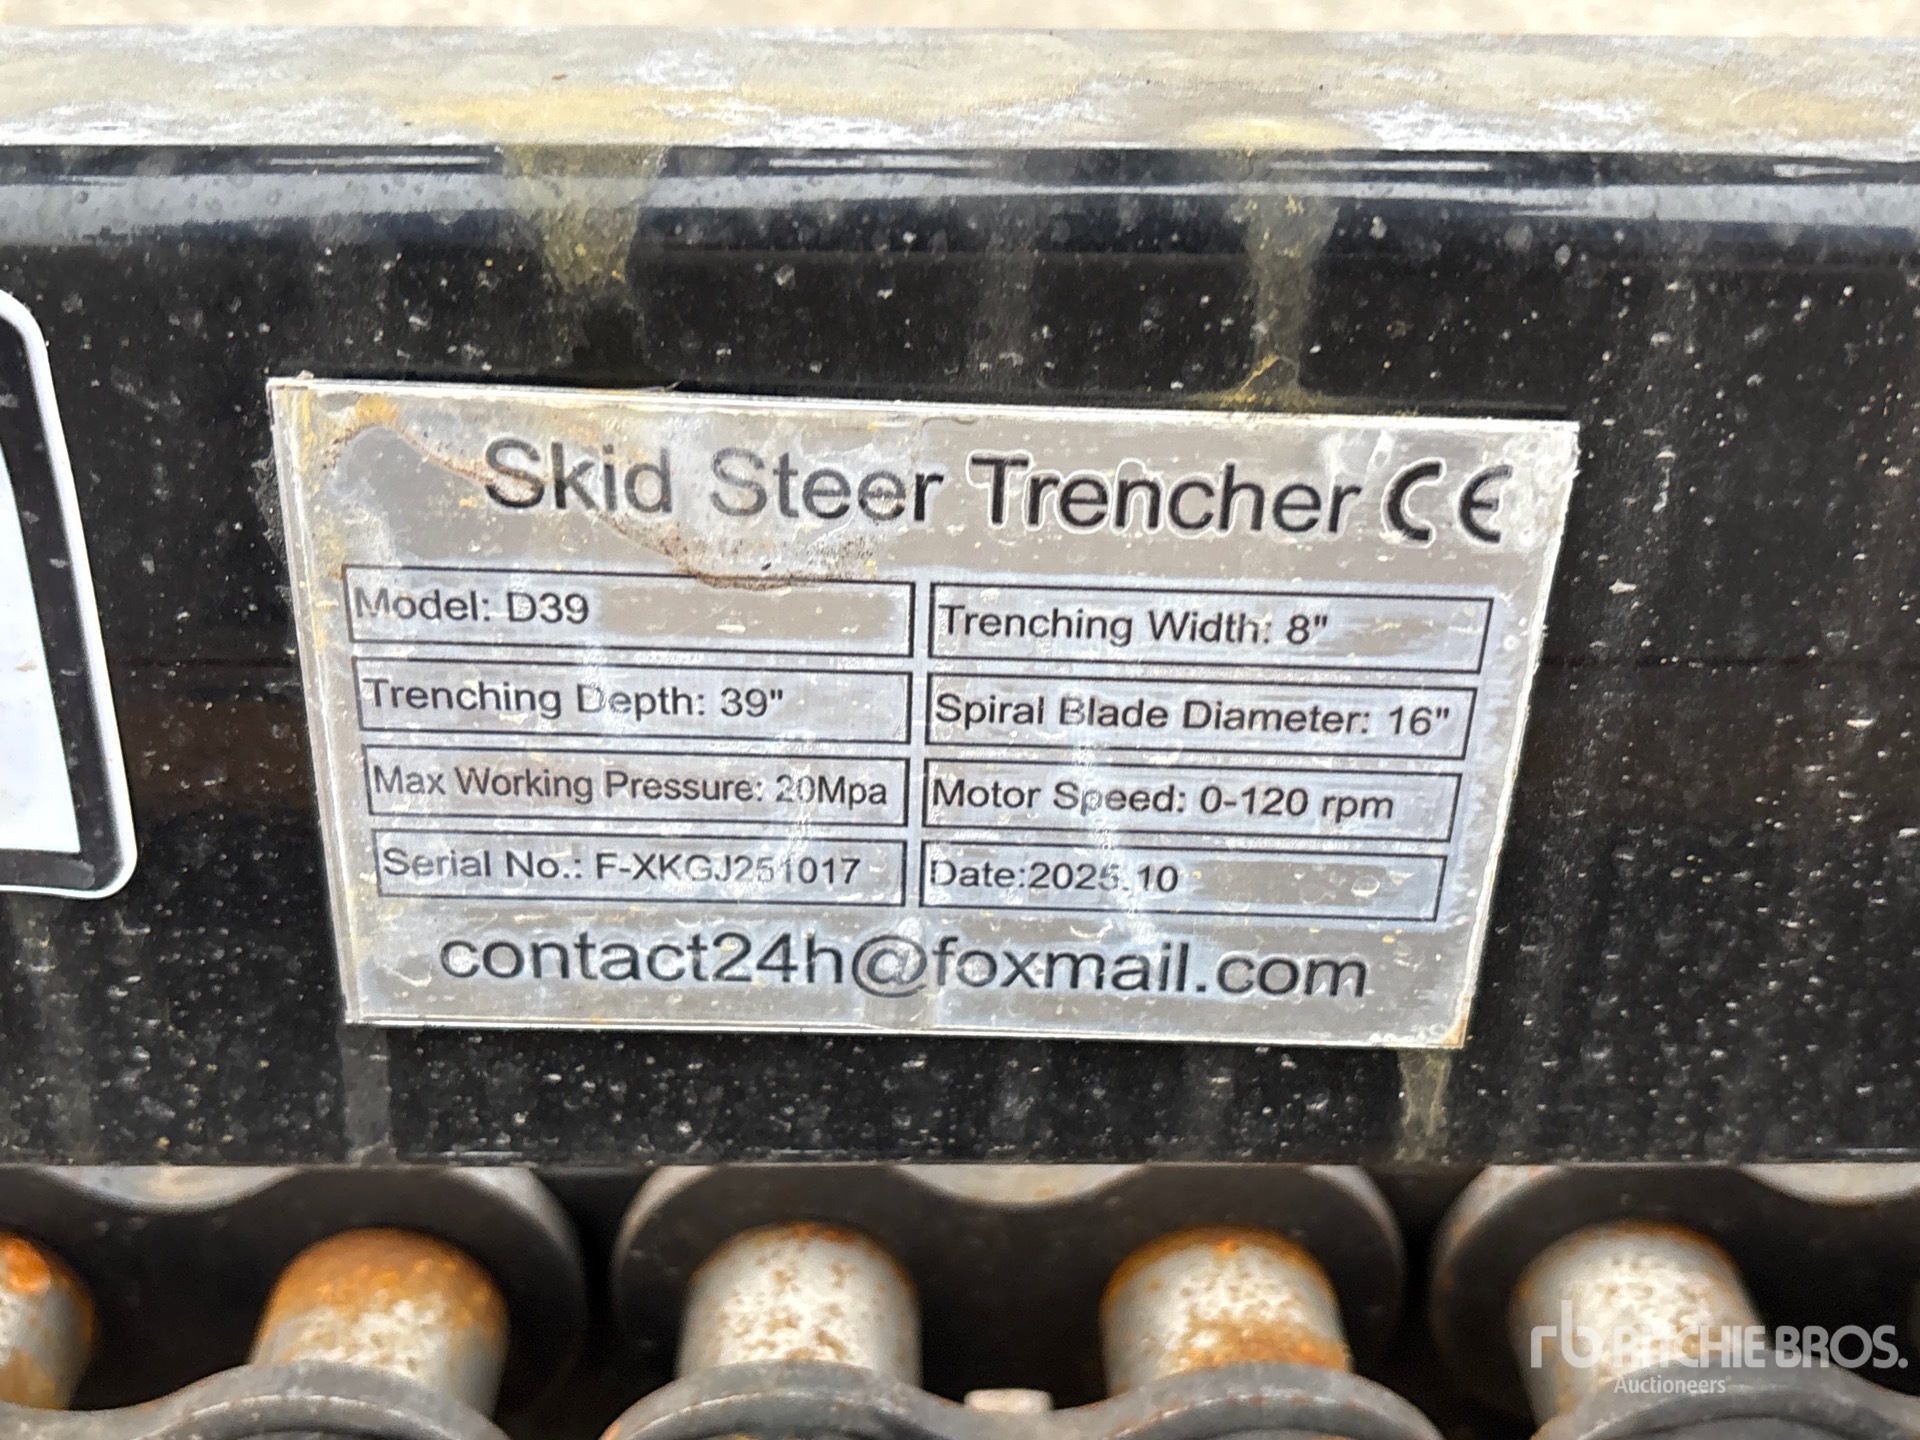 Skid Steer Trencher CE
Model: D39
Trenching Width: 8"
Trenching Depth: 39"
Spiral Blade Diameter: 16"
Max Working Pressure: 20Mpa
Motor Speed: 0-120 rpm
Serial No.: F-XKGJ251017
Date:2025.10
contact24h@foxmail.com
rb RITCHIE BROS.
Auctioneers